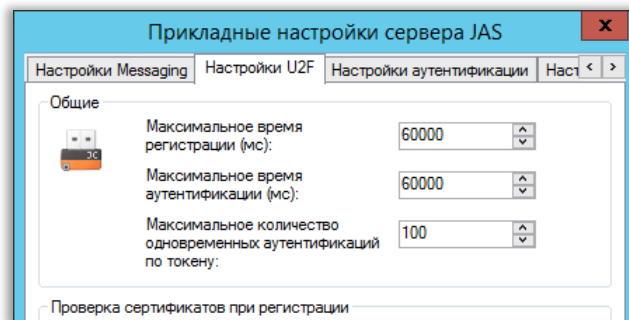 Прикладные настройки сервера JAS
x
Настройки Messaging Настройки U2F Настройки аутентификации Наст < >
Общие
Максимальное время
регистрации (мс):
60000
Максимальное время
аутентификации (мс):
60000
Максимальное количество
одновременных аутентификаций
по токену:
100
JC
Проверка сертификатов при регистрации